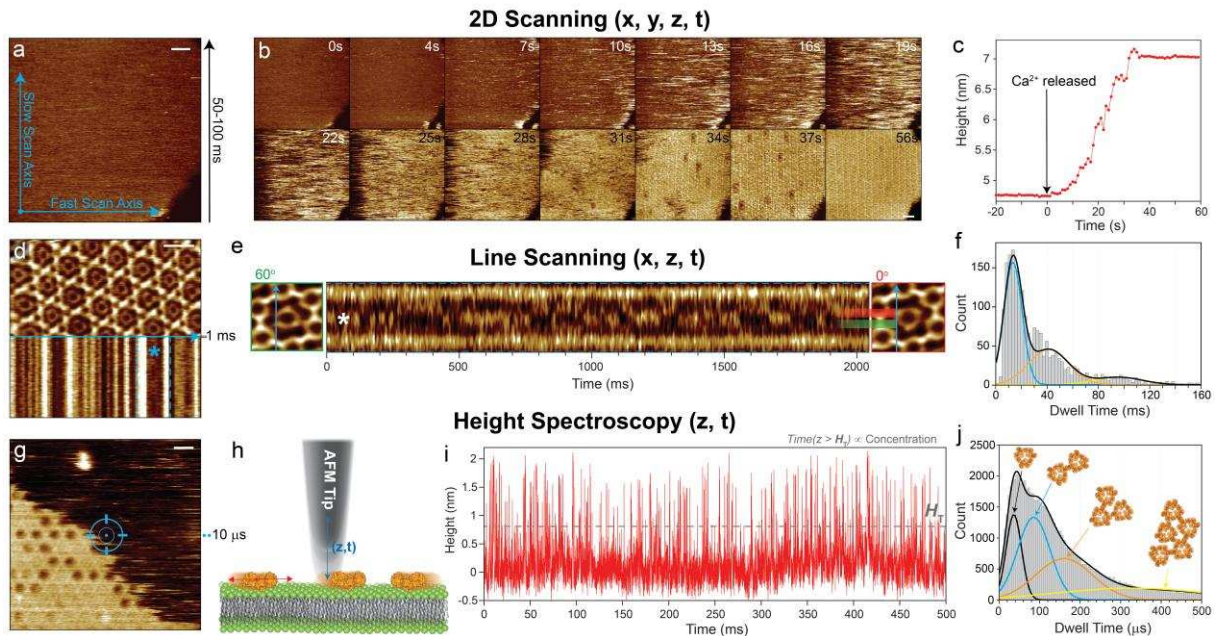 2D Scanning (x, y, z, t)
a
Slow Scan Axis
Fast Scan Axis
50-100 ms
b
0s 4s 7s 10s 13s 16s 19s
22s 25s 28s 31s 34s 37s 56s
c
Ca²⁺ released
Height (nm)
7
6.5
6
5.5
5
-20 0 20 40 60
Time (s)
Line Scanning (x, z, t)
d
1 ms
*
e
60°
*
0°
0 500 1000 1500 2000
Time (ms)
f
Count
150
100
50
0
0 40 80 120 160
Dwell Time (ms)
Height Spectroscopy (z, t)
g
10 µs
h
AFM Tip
(z,t)
i
Time(z > H_T) ∝ Concentration
H_T
Height (nm)
2
1.5
1
0.5
0
-0.5
0 50 100 150 200 250 300 350 400 450 500
Time (ms)
j
Count
2500
2000
1500
1000
500
0
0 100 200 300 400 500
Dwell Time (µs)